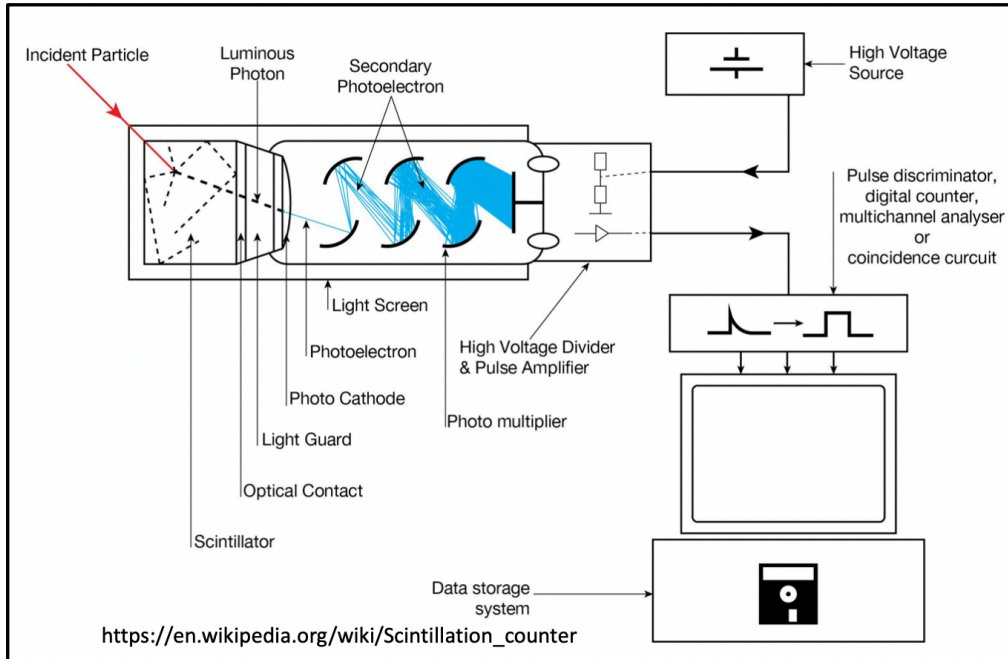 Incident Particle
Luminous
Photon
Secondary
Photoelectron
High Voltage
Source
Pulse discriminator,
digital counter,
multichannel analyser
or
coincidence curcuit
Light Screen
Photoelectron
High Voltage Divider
& Pulse Amplifier
Photo Cathode
Photo multiplier
Light Guard
Optical Contact
Scintillator
Data storage
system
https://en.wikipedia.org/wiki/Scintillation_counter